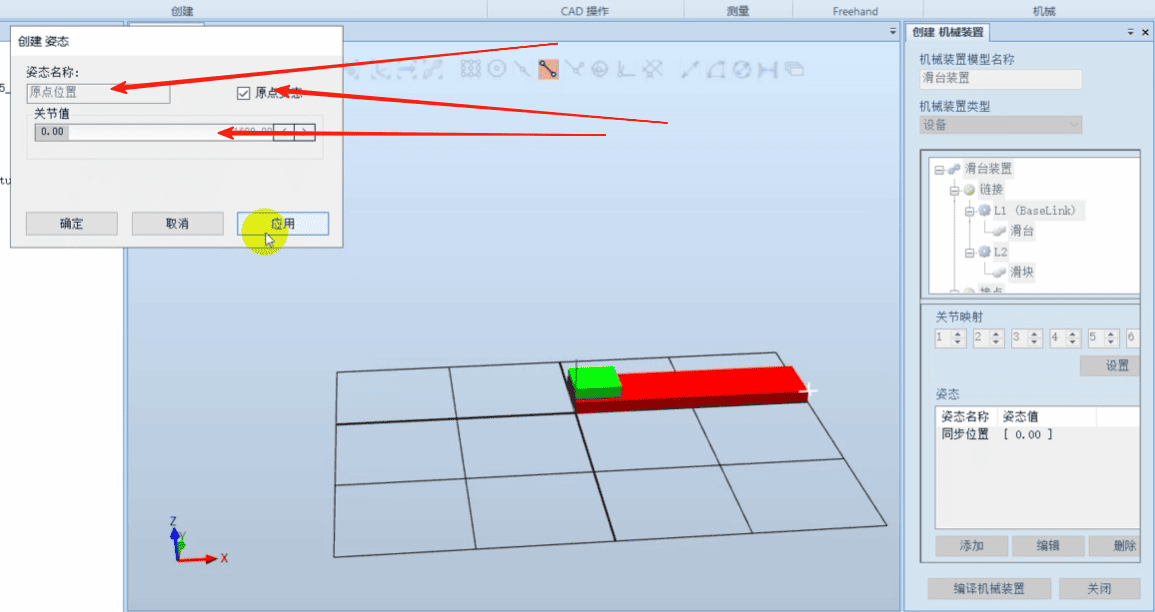 创建
CAD 操作
测量
Freehand
机械
创建 姿态
姿态名称:
原点位置
原点姿态
关节值
0.00
确定
取消
应用
5_
tu
创建 机械装置
机械装置模型名称
滑台装置
机械装置类型
设备
滑台装置
链接
L1 (BaseLink)
滑台
L2
滑块
接点
关节映射
1 2 3 4 5 6
设置
姿态
姿态名称 姿态值
同步位置 [ 0.00 ]
添加 编辑 删除
编译机械装置 关闭
Z
Y
X